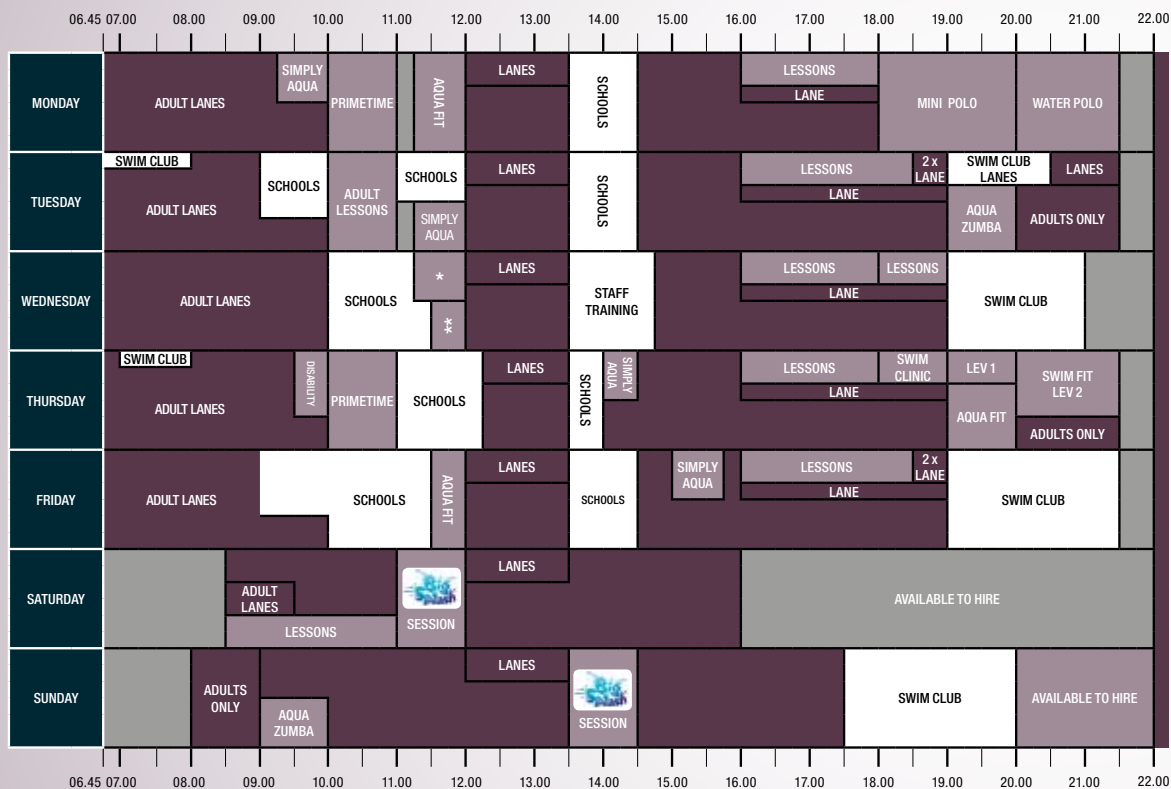 06.45 07.00 08.00 09.00 10.00 11.00 12.00 13.00 14.00 15.00 16.00 17.00 18.00 19.00 20.00 21.00 22.00
MONDAY
ADULT LANES
SIMPLY
AQUA
PRIMETIME
AQUA FIT
LANES
SCHOOLS
LESSONS
LANE
MINI POLO
WATER POLO
TUESDAY
SWIM CLUB
ADULT LANES
SCHOOLS
ADULT
LESSONS
SCHOOLS
SIMPLY
AQUA
LANES
SCHOOLS
LESSONS
LANE
2 x
LANE
SWIM CLUB
LANES
AQUA
ZUMBA
LANES
ADULTS ONLY
WEDNESDAY
ADULT LANES
SCHOOLS
*
**
LANES
STAFF
TRAINING
LESSONS
LANE
LESSONS
SWIM CLUB
THURSDAY
SWIM CLUB
ADULT LANES
DISABILITY
PRIMETIME
SCHOOLS
LANES
SCHOOLS
SIMPLY
AQUA
LESSONS
LANE
SWIM
CLINIC
LEV 1
AQUA FIT
SWIM FIT
LEV 2
ADULTS ONLY
FRIDAY
ADULT LANES
SCHOOLS
AQUA FIT
LANES
SCHOOLS
SIMPLY
AQUA
LESSONS
LANE
2 x
LANE
SWIM CLUB
SATURDAY
ADULT
LANES
LESSONS
Big
Splash
SESSION
LANES
AVAILABLE TO HIRE
SUNDAY
ADULTS
ONLY
AQUA
ZUMBA
LANES
Big
Splash
SESSION
SWIM CLUB
AVAILABLE TO HIRE
06.45 07.00 08.00 09.00 10.00 11.00 12.00 13.00 14.00 15.00 16.00 17.00 18.00 19.00 20.00 21.00 22.00